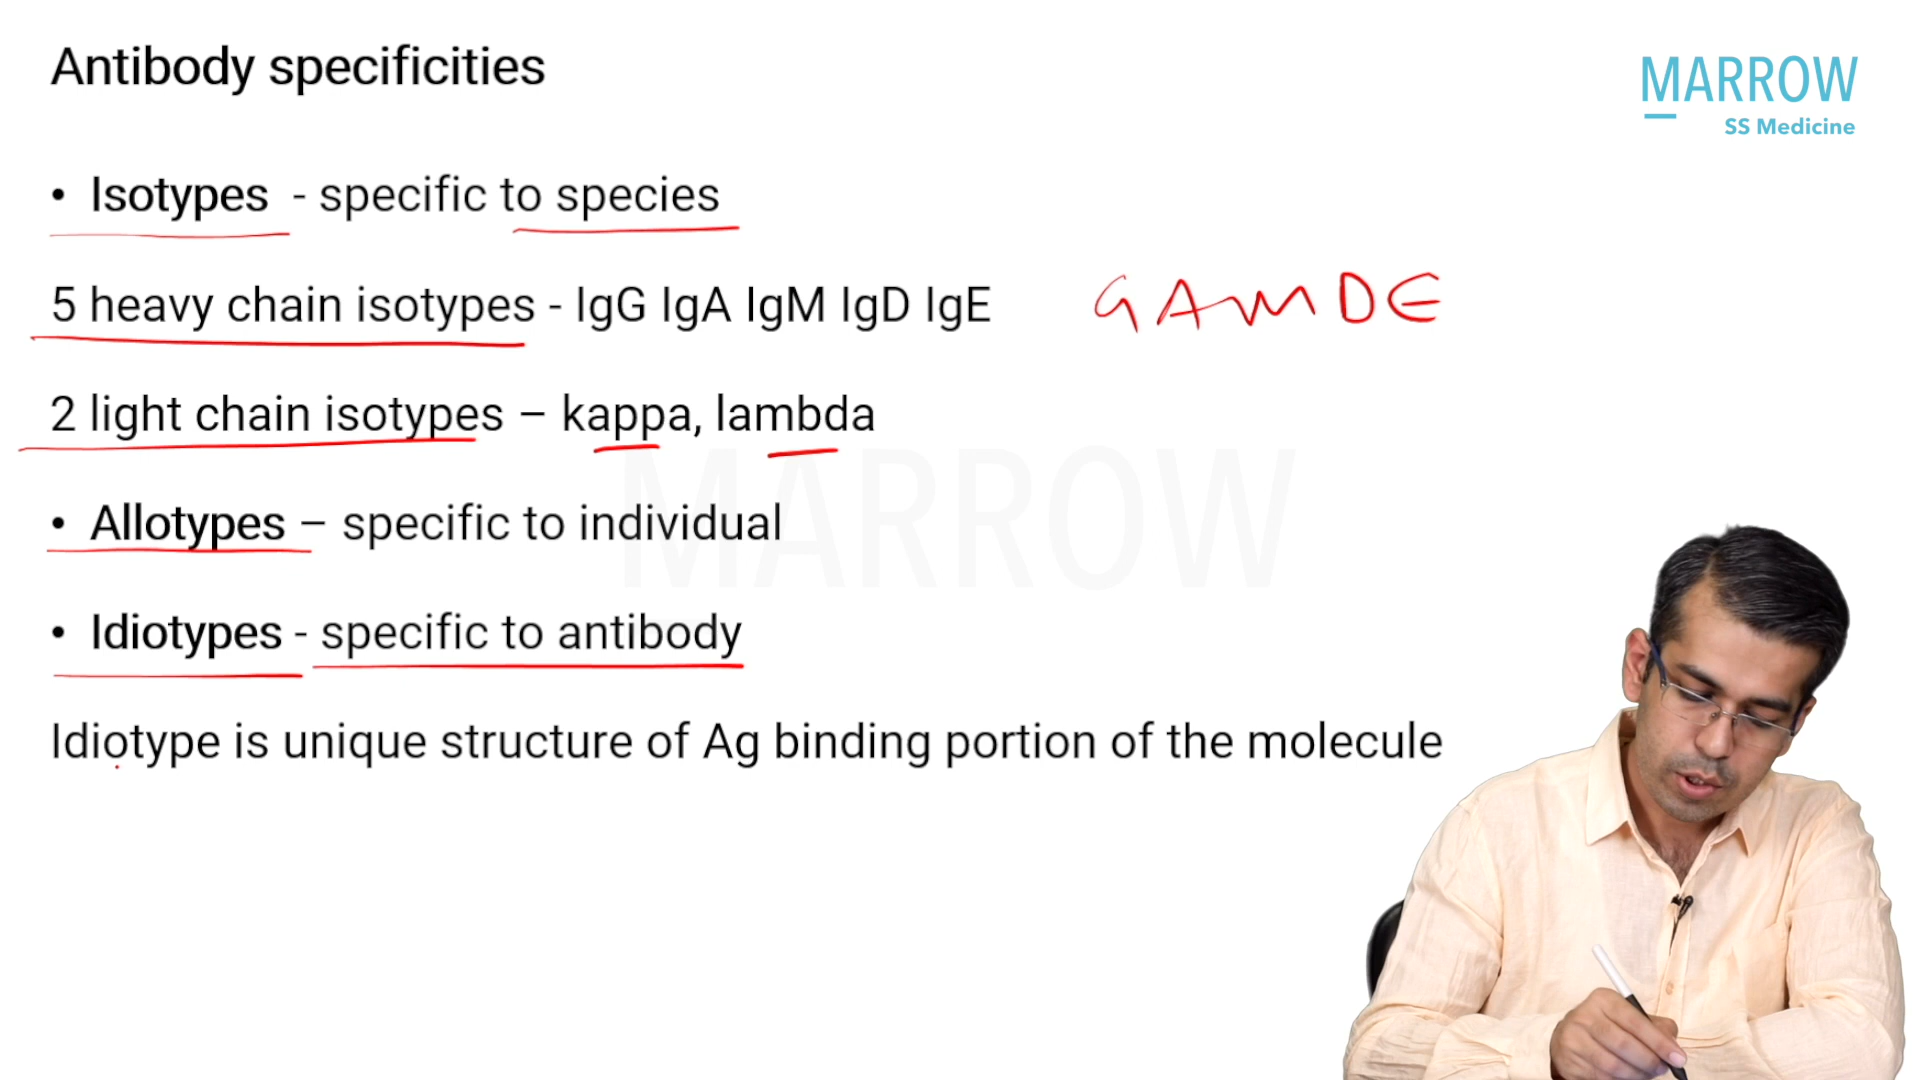 Antibody specificities
MARROW
SS Medicine
• Isotypes - specific to species
5 heavy chain isotypes - IgG IgA IgM IgD IgE
GAMDE
2 light chain isotypes – kappa, lambda
MARROW
• Allotypes – specific to individual
• Idiotypes - specific to antibody
Idiotype is unique structure of Ag binding portion of the molecule